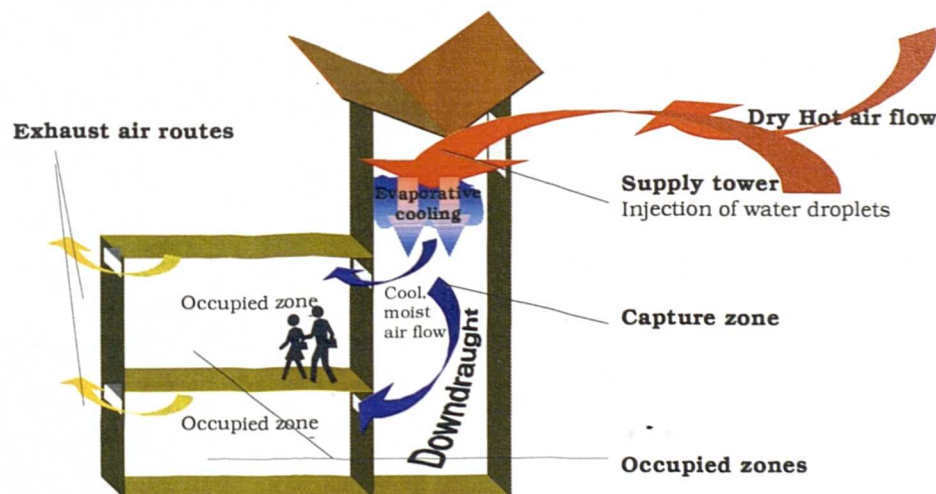 Exhaust air routes
Dry Hot air flow
Supply tower
Injection of water droplets
Evaporative
cooling
Occupied zone
Cool,
moist
air flow
Capture zone
Downdraught
Occupied zone
Occupied zones